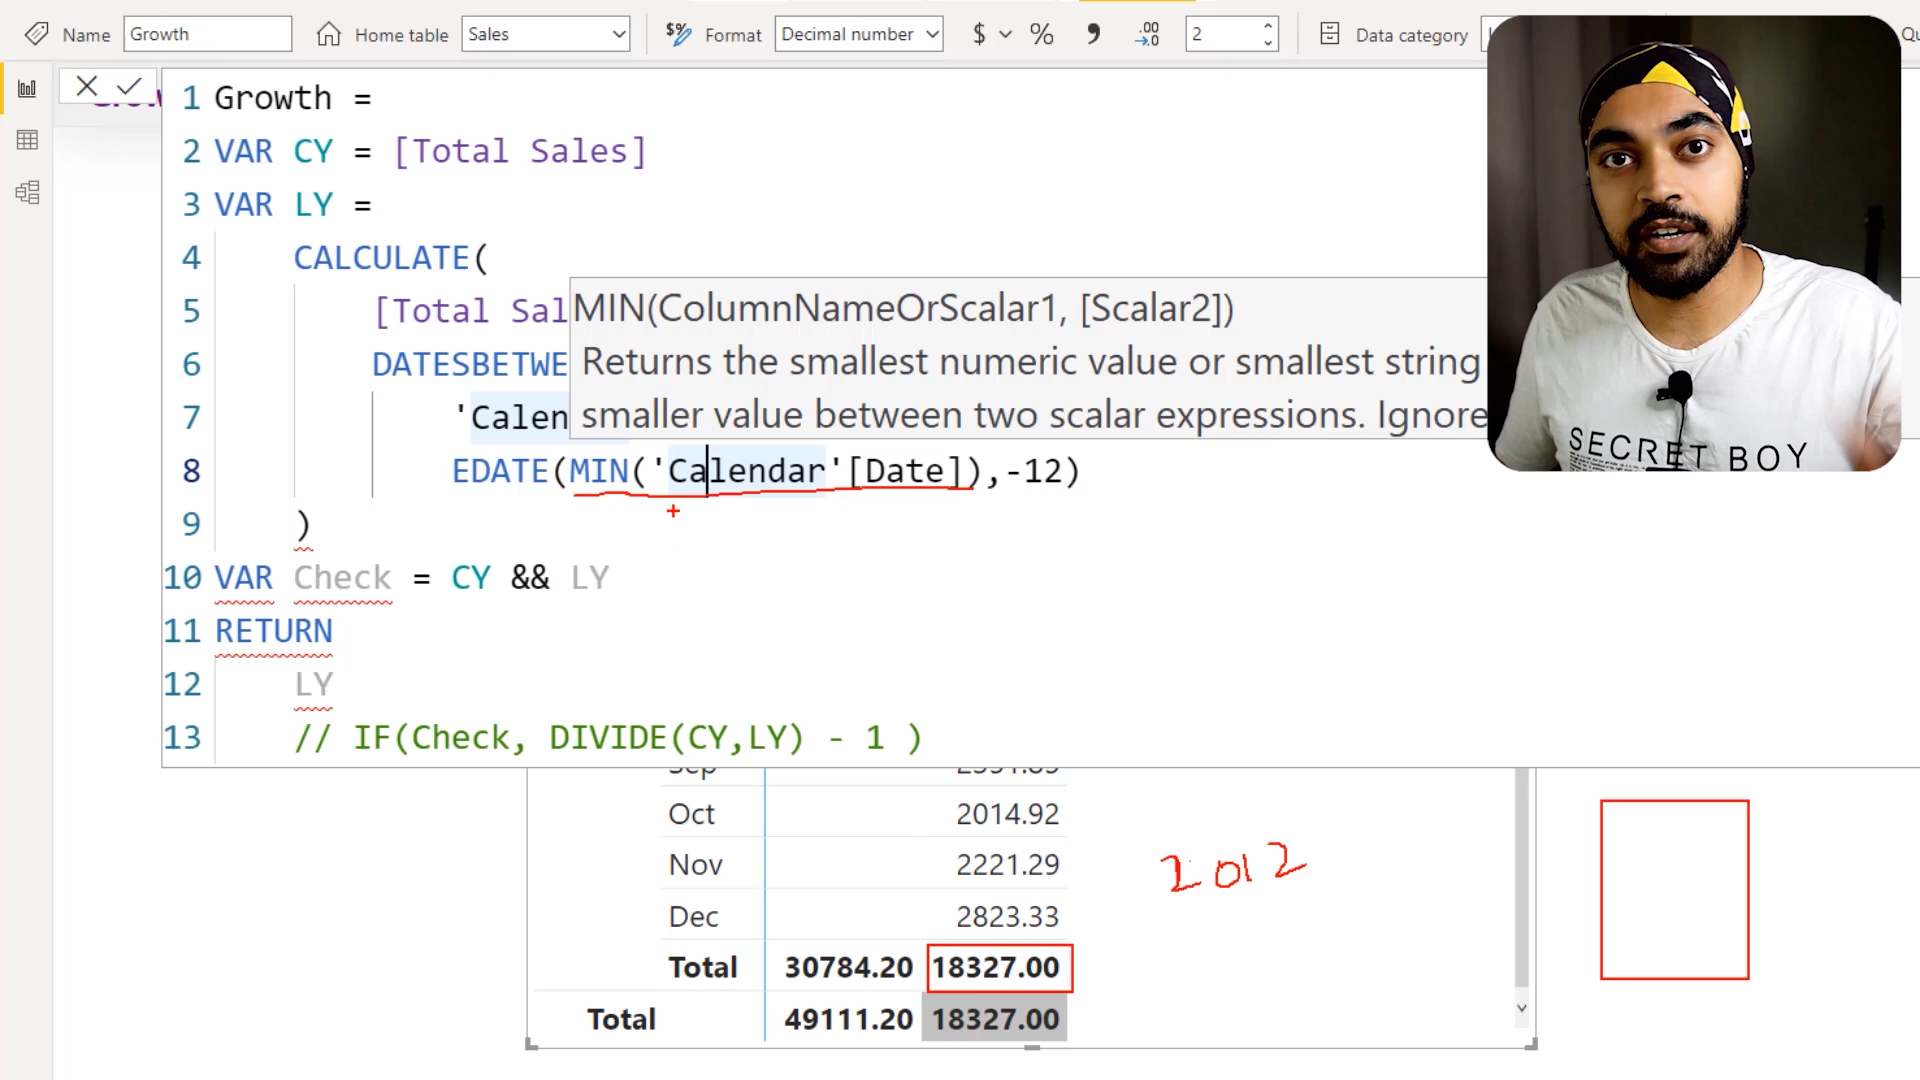 Name Growth Home table Sales Format Decimal number $ % , .00 →.0 2 Data category
1 Growth =
2 VAR CY = [Total Sales]
3 VAR LY =
4 CALCULATE(
5 [Total Sal
6 DATESBETWE
7 'Calen
MIN(ColumnNameOrScalar1, [Scalar2])
Returns the smallest numeric value or smallest string
smaller value between two scalar expressions. Ignore
8 EDATE(MIN('Calendar'[Date]),-12)
9 )
10 VAR Check = CY && LY
11 RETURN
12 LY
13 // IF(Check, DIVIDE(CY,LY) - 1 )
SECRET BOY
Oct 2014.92
Nov 2221.29
Dec 2823.33
Total 30784.20 18327.00
Total 49111.20 18327.00
2012